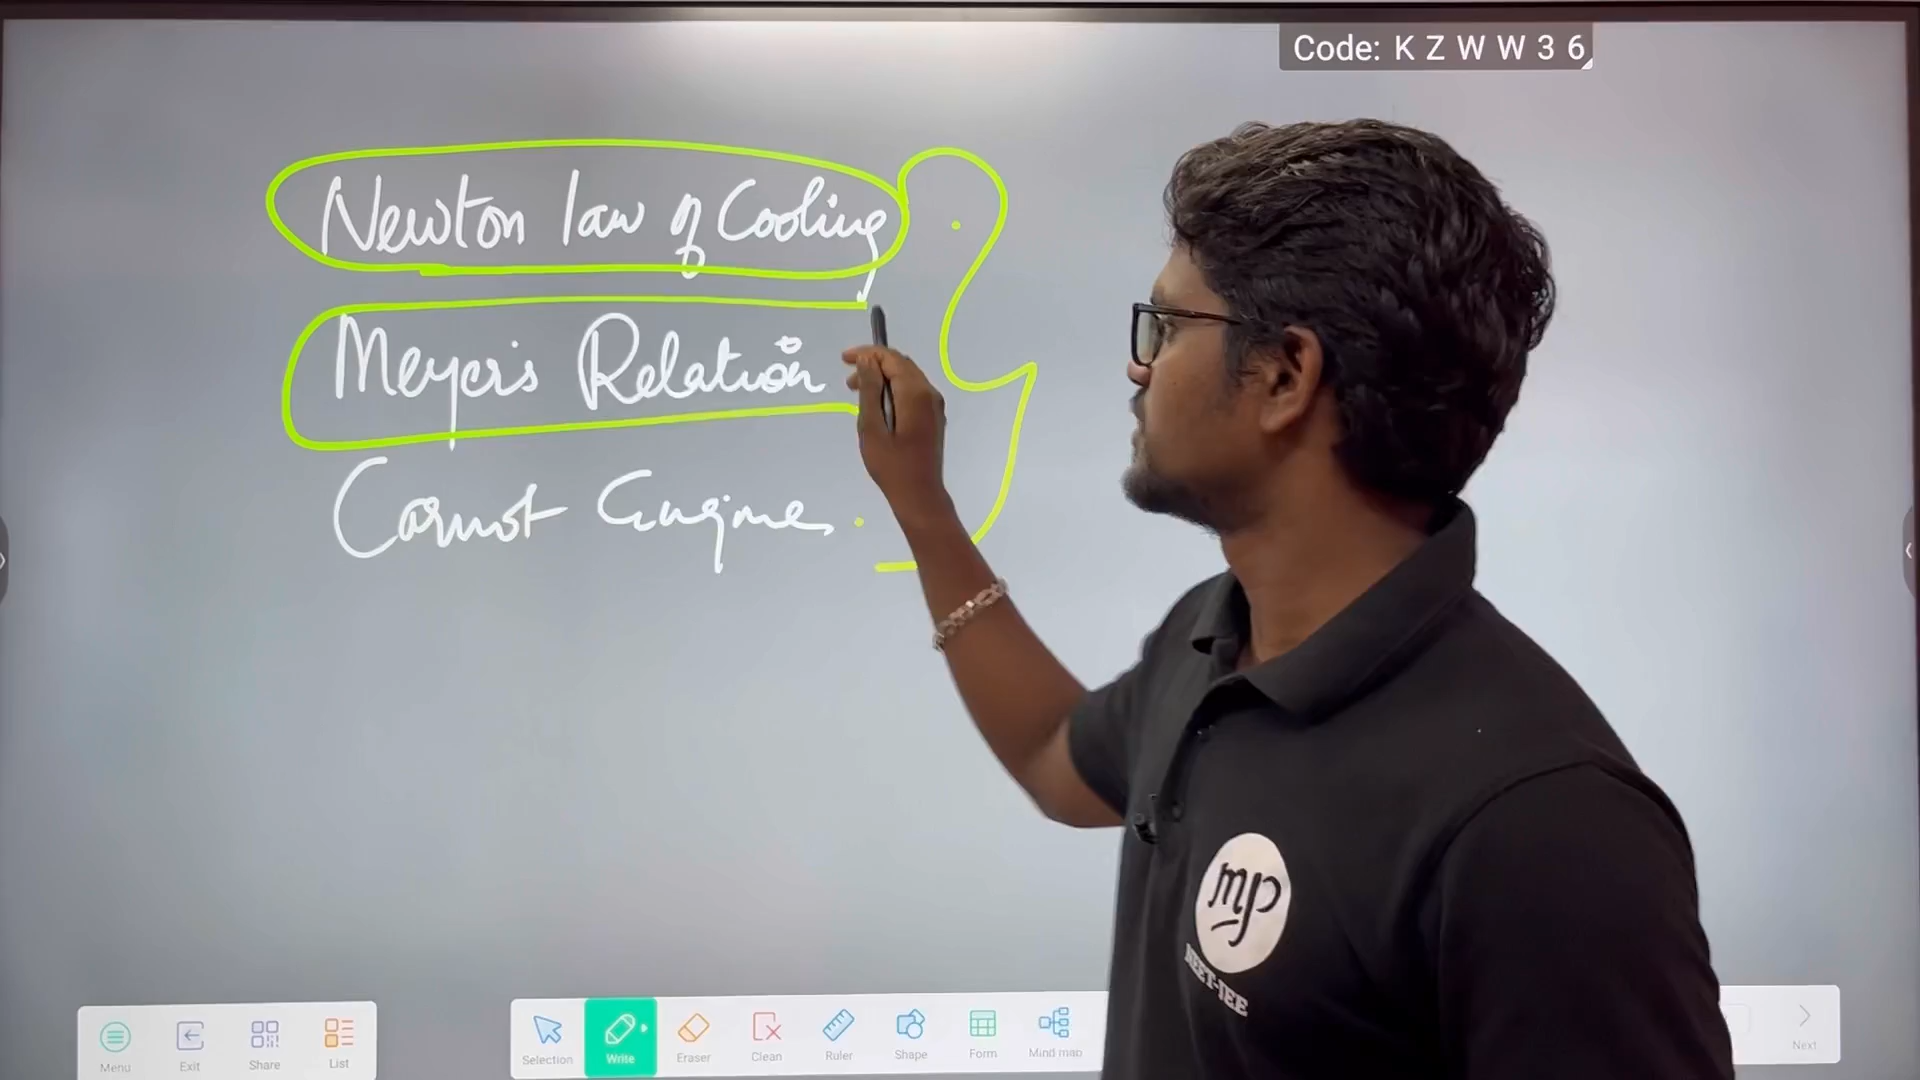 Code: K Z W W 3 6
Newton law of Cooling
Meyer's Relation
Carnot Engine
mp
NEET-JEE
Menu
Exit
Share
List
Selection
Write
Eraser
Clean
Ruler
Shape
Form
Mind map
Next